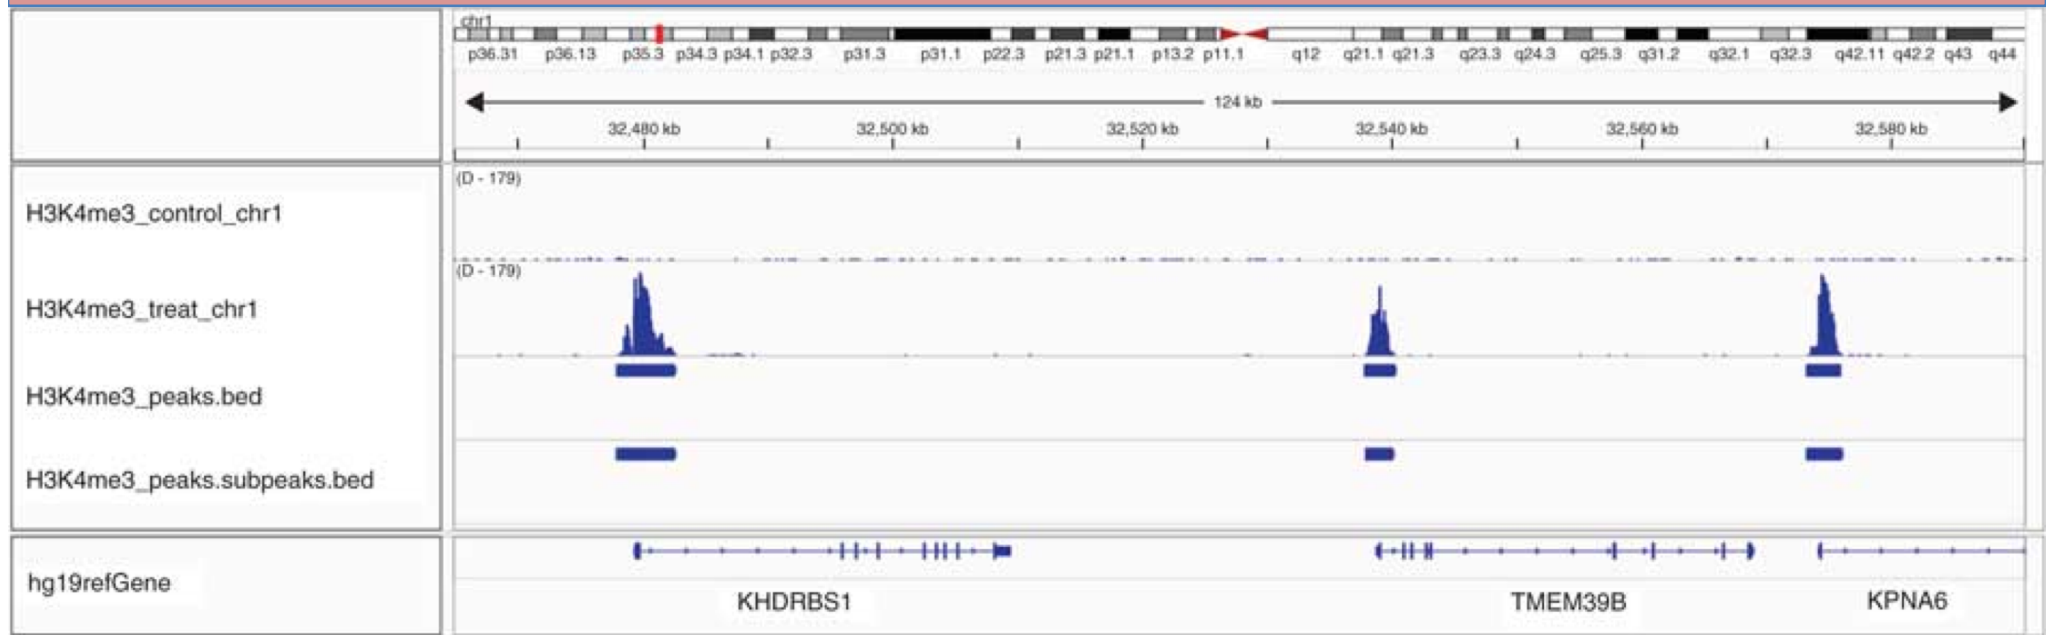 chr1
p36.31 p36.13 p35.3 p34.3 p34.1 p32.3 p31.3 p31.1 p22.3 p21.3 p21.1 p13.2 p11.1 q12 q21.1 q21.3 q23.3 q24.3 q25.3 q31.2 q32.1 q32.3 q42.11 q42.2 q43 q44
124 kb
32,480 kb 32,500 kb 32,520 kb 32,540 kb 32,560 kb 32,580 kb
(D - 179)
H3K4me3_control_chr1
(D - 179)
H3K4me3_treat_chr1
H3K4me3_peaks.bed
H3K4me3_peaks.subpeaks.bed
hg19refGene
KHDRBS1 TMEM39B KPNA6